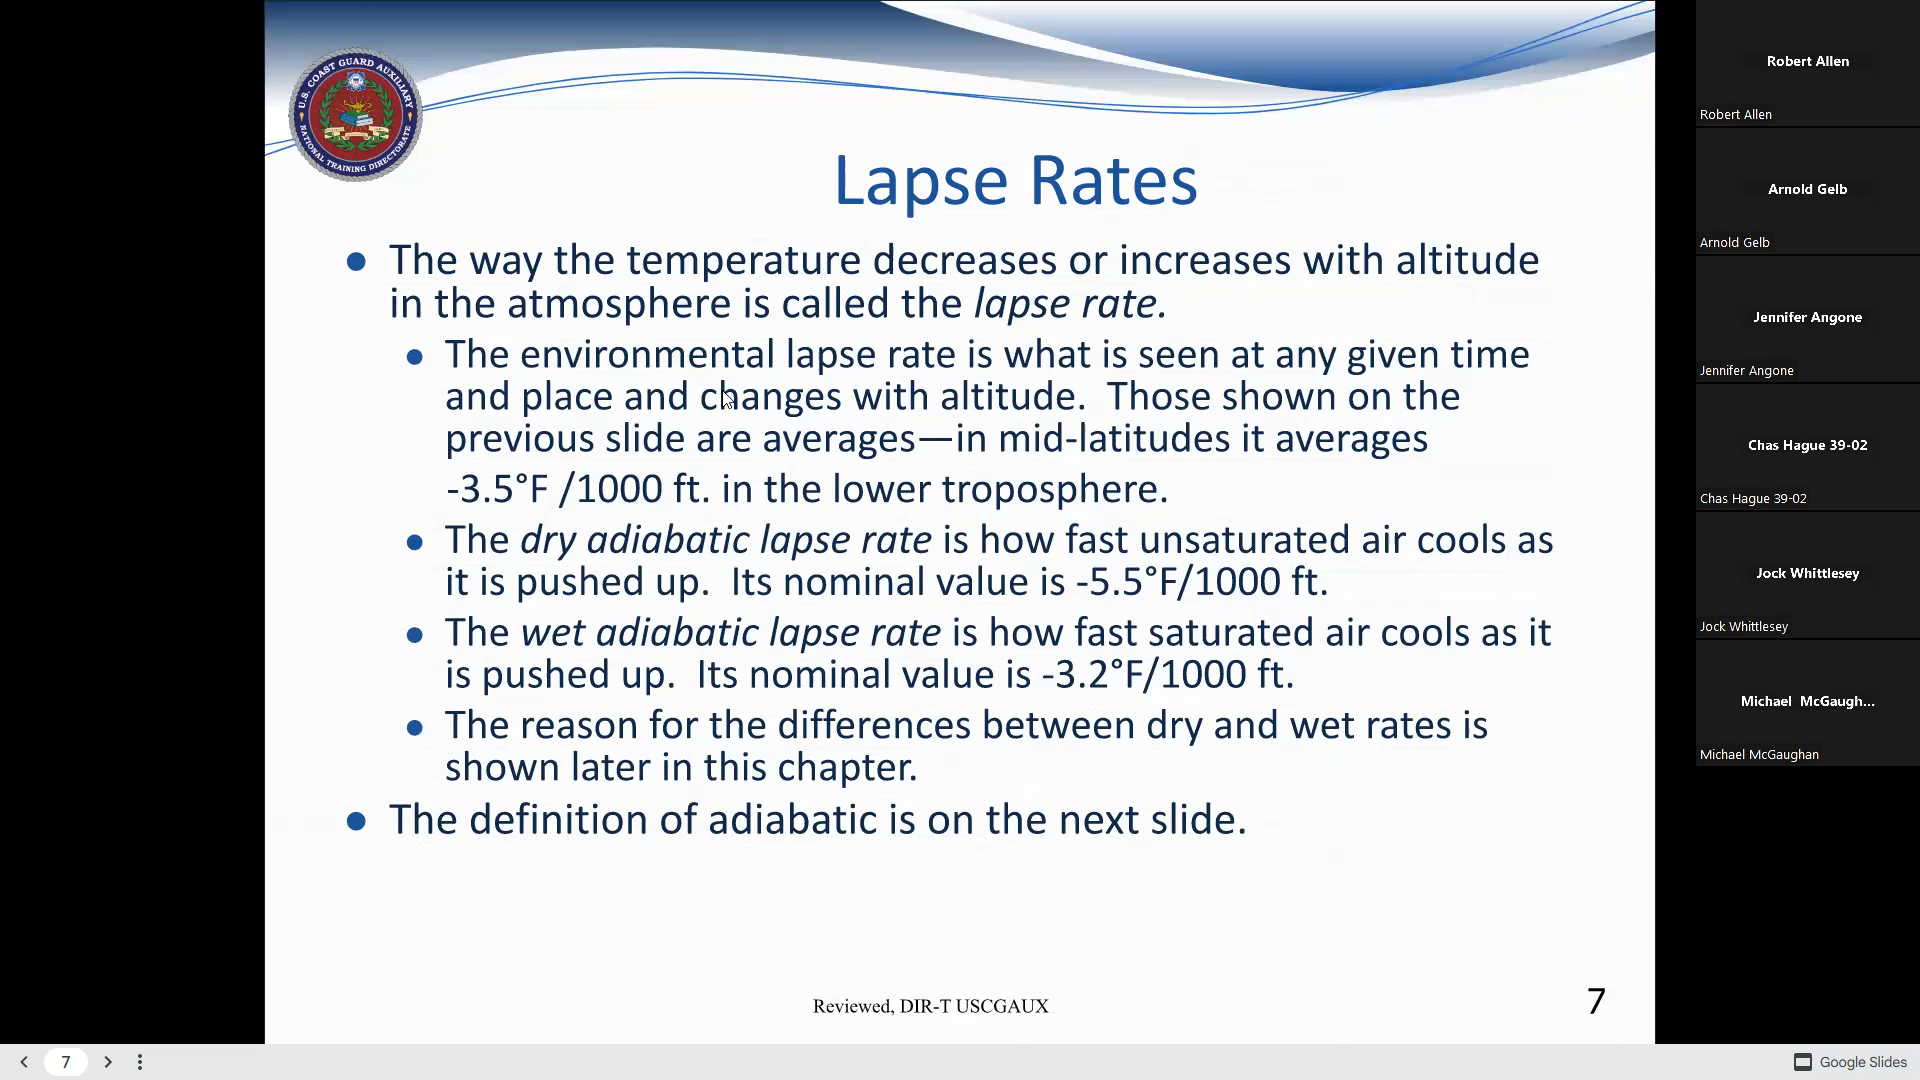 U.S. COAST GUARD AUXILIARY
NATIONAL TRAINING DIRECTORATE
Lapse Rates
● The way the temperature decreases or increases with altitude
in the atmosphere is called the lapse rate.
● The environmental lapse rate is what is seen at any given time
and place and changes with altitude.  Those shown on the
previous slide are averages—in mid-latitudes it averages
-3.5°F /1000 ft. in the lower troposphere.
● The dry adiabatic lapse rate is how fast unsaturated air cools as
it is pushed up.  Its nominal value is -5.5°F/1000 ft.
● The wet adiabatic lapse rate is how fast saturated air cools as it
is pushed up.  Its nominal value is -3.2°F/1000 ft.
● The reason for the differences between dry and wet rates is
shown later in this chapter.
● The definition of adiabatic is on the next slide.
Reviewed, DIR-T USCGAUX
7
Robert Allen
Robert Allen
Arnold Gelb
Arnold Gelb
Jennifer Angone
Jennifer Angone
Chas Hague 39-02
Chas Hague 39-02
Jock Whittlesey
Jock Whittlesey
Michael  McGaugh...
Michael McGaughan
7
Google Slides